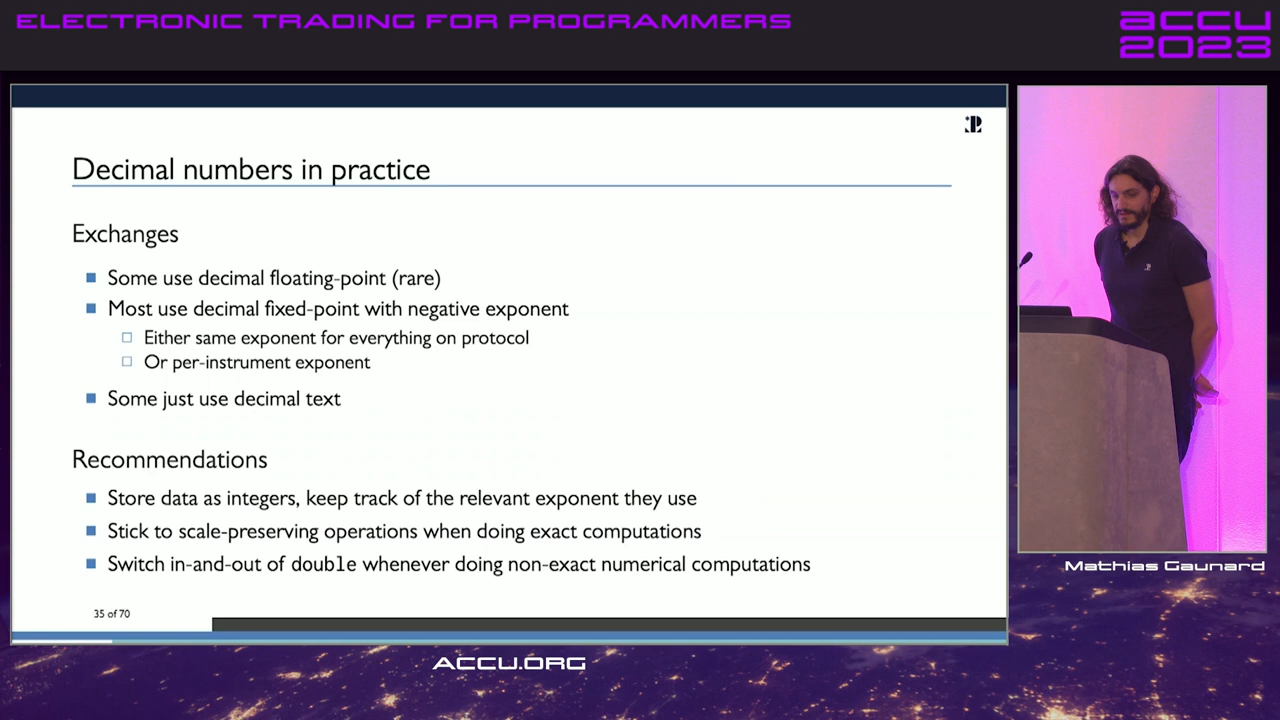 ELECTRONIC TRADING FOR PROGRAMMERS
accu
2023
Decimal numbers in practice
Exchanges
Some use decimal floating-point (rare)
Most use decimal fixed-point with negative exponent
Either same exponent for everything on protocol
Or per-instrument exponent
Some just use decimal text
Recommendations
Store data as integers, keep track of the relevant exponent they use
Stick to scale-preserving operations when doing exact computations
Switch in-and-out of double whenever doing non-exact numerical computations
35 of 70
Mathias Gaunard
ACCU.ORG